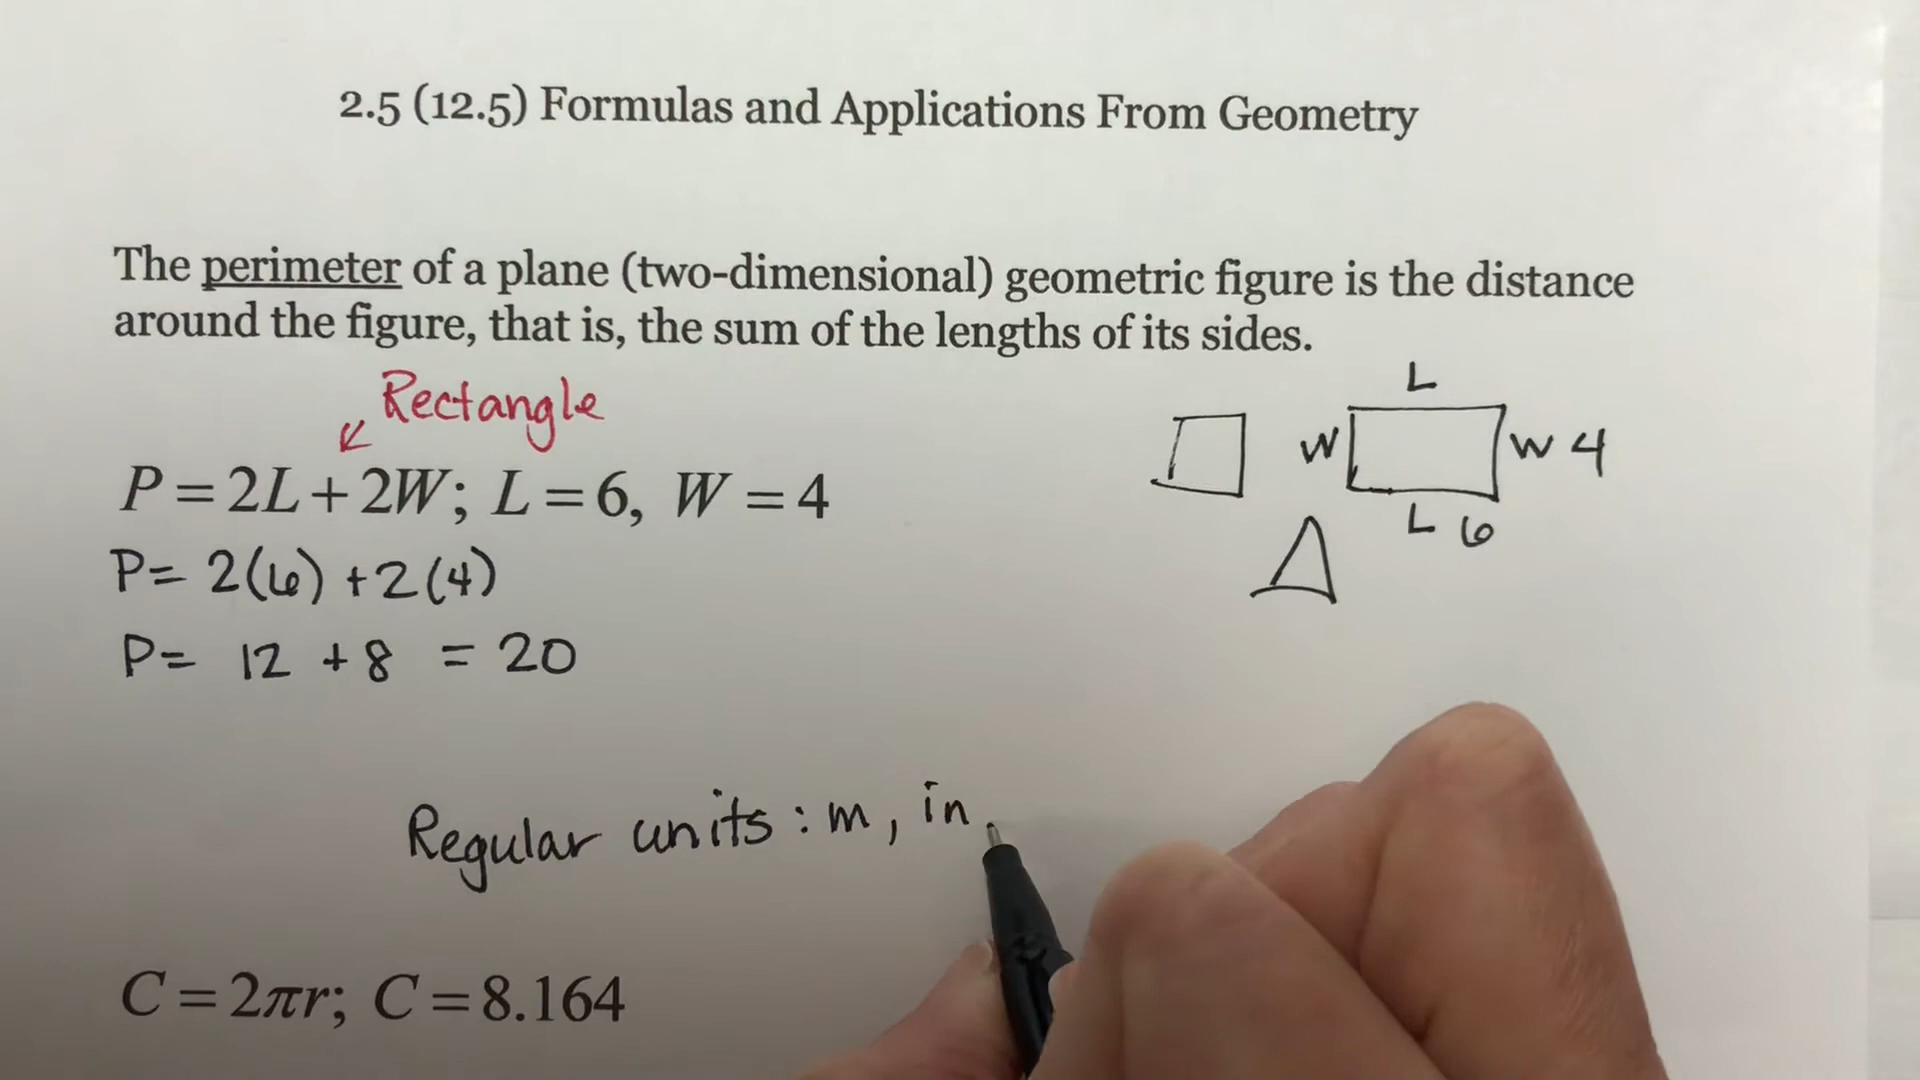 2.5 (12.5) Formulas and Applications From Geometry
The perimeter of a plane (two-dimensional) geometric figure is the distance
around the figure, that is, the sum of the lengths of its sides.
Rectangle
L
W
W 4
L 6
P = 2L + 2W; L = 6, W = 4
P = 2(6) + 2(4)
P = 12 + 8 = 20
Regular units : m, in,
C = 2πr; C = 8.164